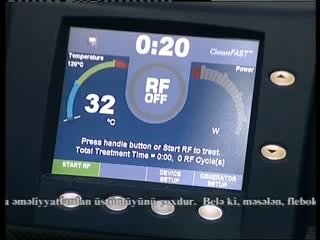 0:20
ClosureFAST™
Temperature
120°C
Power
RF
OFF
32 °C
W
Press handle button or Start RF to treat.
Total Treatment Time = 0:00, 0 RF Cycle(s)
START RF
DEVICE SETUP
GENERATOR SETUP
əməliyyatlardan üstünlüyünü yoxdur. Belə ki, məsələn, flebok